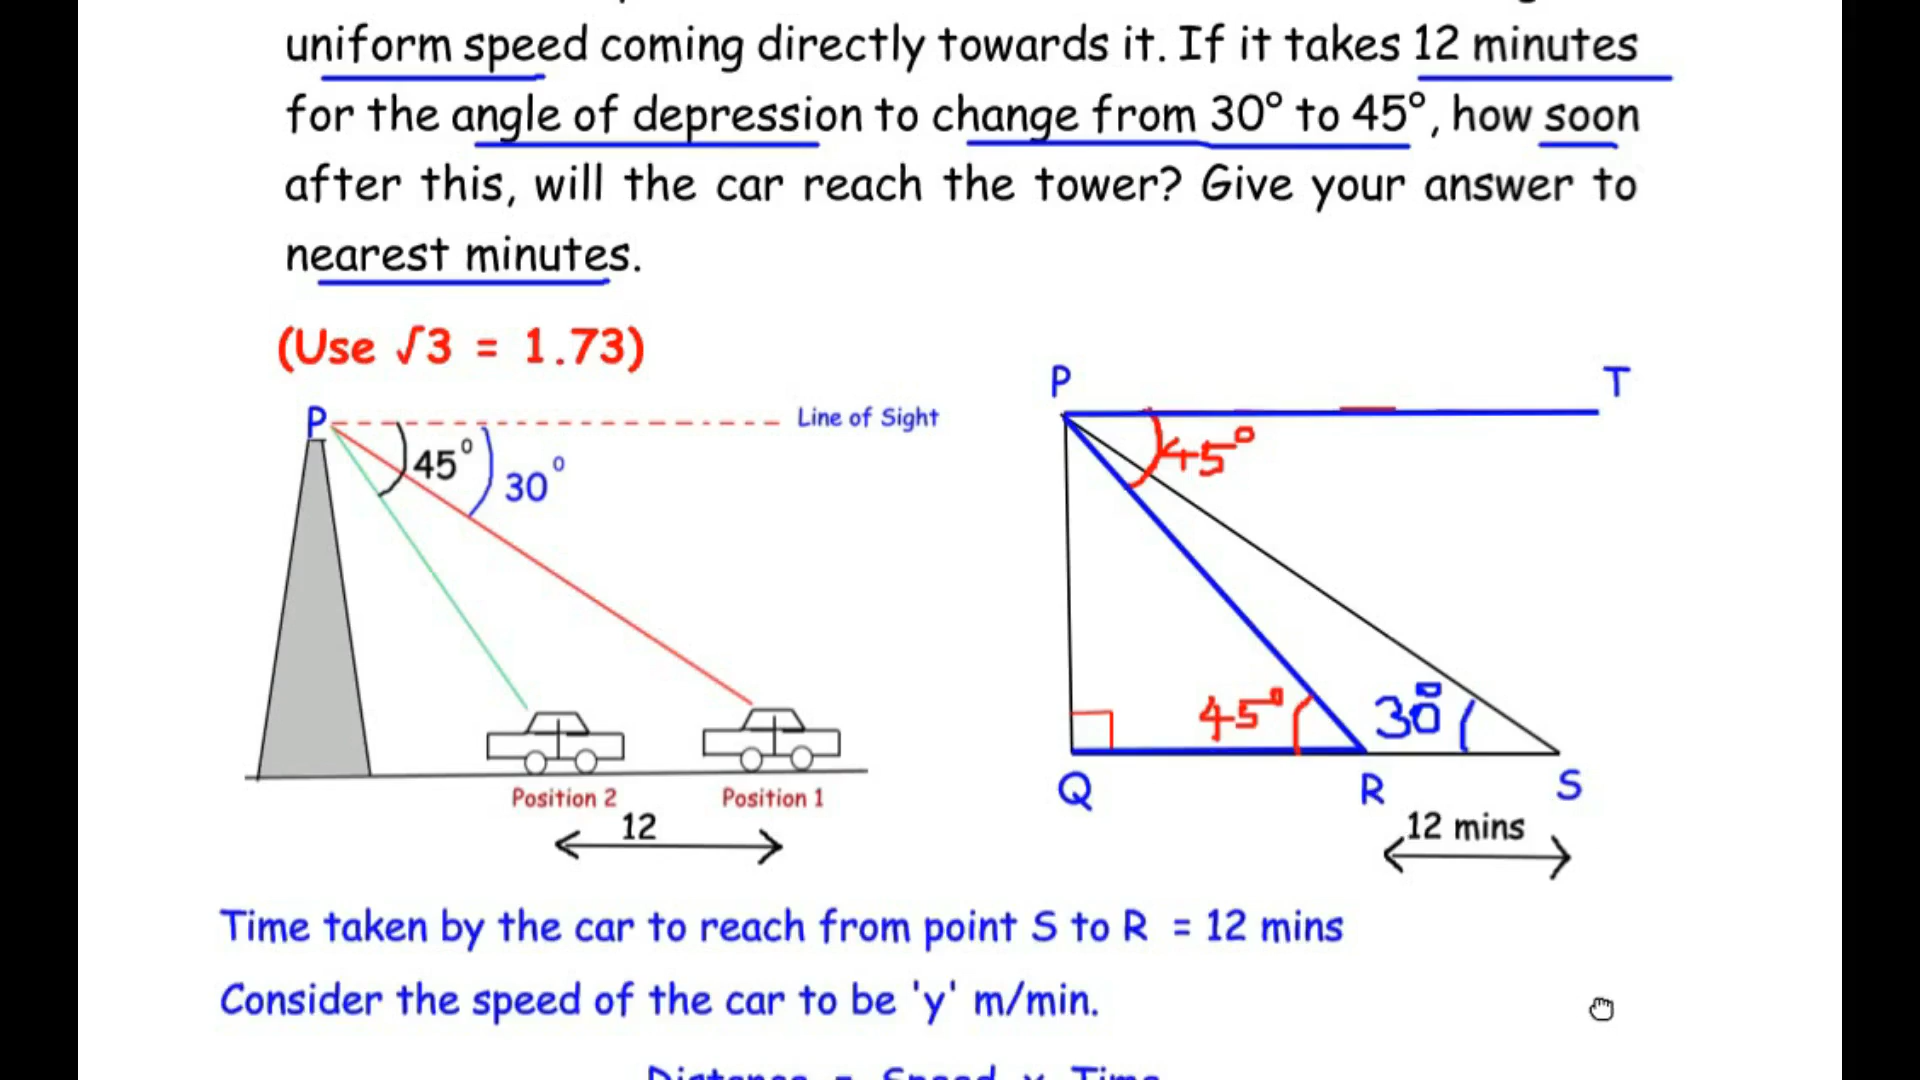 uniform speed coming directly towards it. If it takes 12 minutes
for the angle of depression to change from 30° to 45°, how soon
after this, will the car reach the tower? Give your answer to
nearest minutes.
(Use √3 = 1.73)
P
Line of Sight
45°
30°
Position 2
Position 1
12
P
T
45°
45°
30°
Q
R
S
12 mins
Time taken by the car to reach from point S to R = 12 mins
Consider the speed of the car to be 'y' m/min.
Distance = Speed x Time